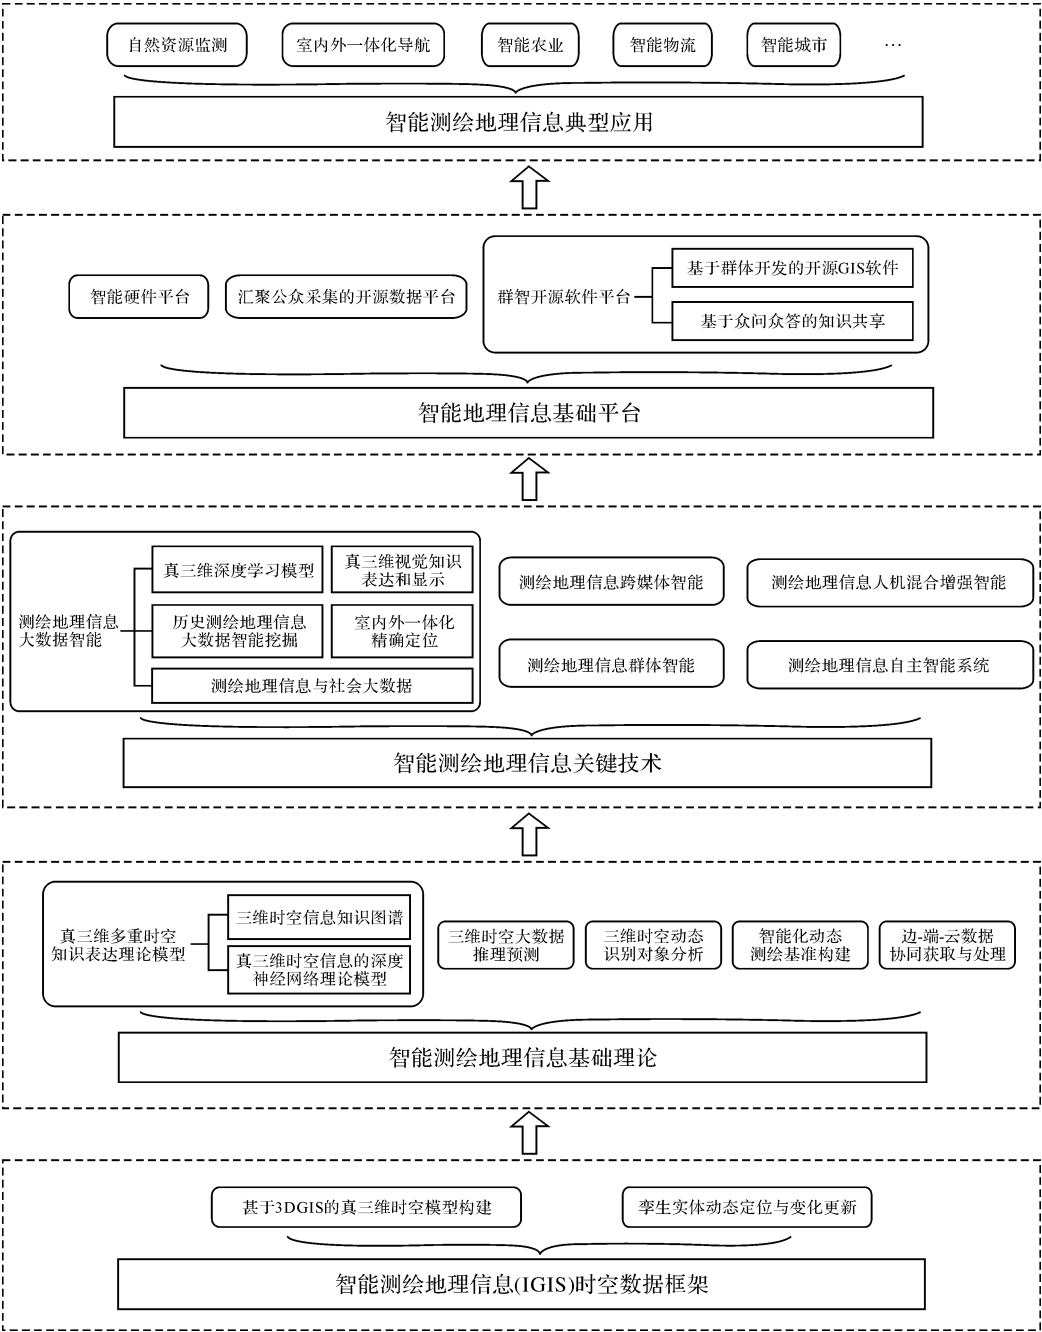 自然资源监测
室内外一体化导航
智能农业
智能物流
智能城市
…
智能测绘地理信息典型应用
智能硬件平台
汇聚公众采集的开源数据平台
群智开源软件平台
基于群体开发的开源GIS软件
基于众问众答的知识共享
智能地理信息基础平台
测绘地理信息
大数据智能
真三维深度学习模型
真三维视觉知识
表达和显示
历史测绘地理信息
大数据智能挖掘
室内外一体化
精确定位
测绘地理信息与社会大数据
测绘地理信息跨媒体智能
测绘地理信息人机混合增强智能
测绘地理信息群体智能
测绘地理信息自主智能系统
智能测绘地理信息关键技术
真三维多重时空
知识表达理论模型
三维时空信息知识图谱
真三维时空信息的深度
神经网络理论模型
三维时空大数据
推理预测
三维时空动态
识别对象分析
智能化动态
测绘基准构建
边-端-云数据
协同获取与处理
智能测绘地理信息基础理论
甚于3DGIS的真三维时空模型构建
孪生实体动态定位与变化更新
智能测绘地理信息(IGIS)时空数据框架